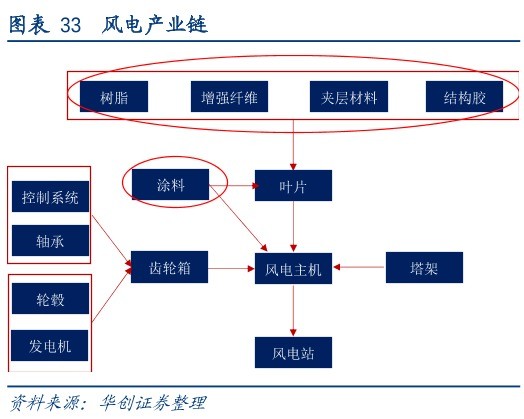 图表 33 风电产业链
树脂 增强纤维 夹层材料 结构胶
涂料 叶片
控制系统
轴承
齿轮箱 风电主机 塔架
轮毂
发电机 风电站
资料来源：华创证券整理